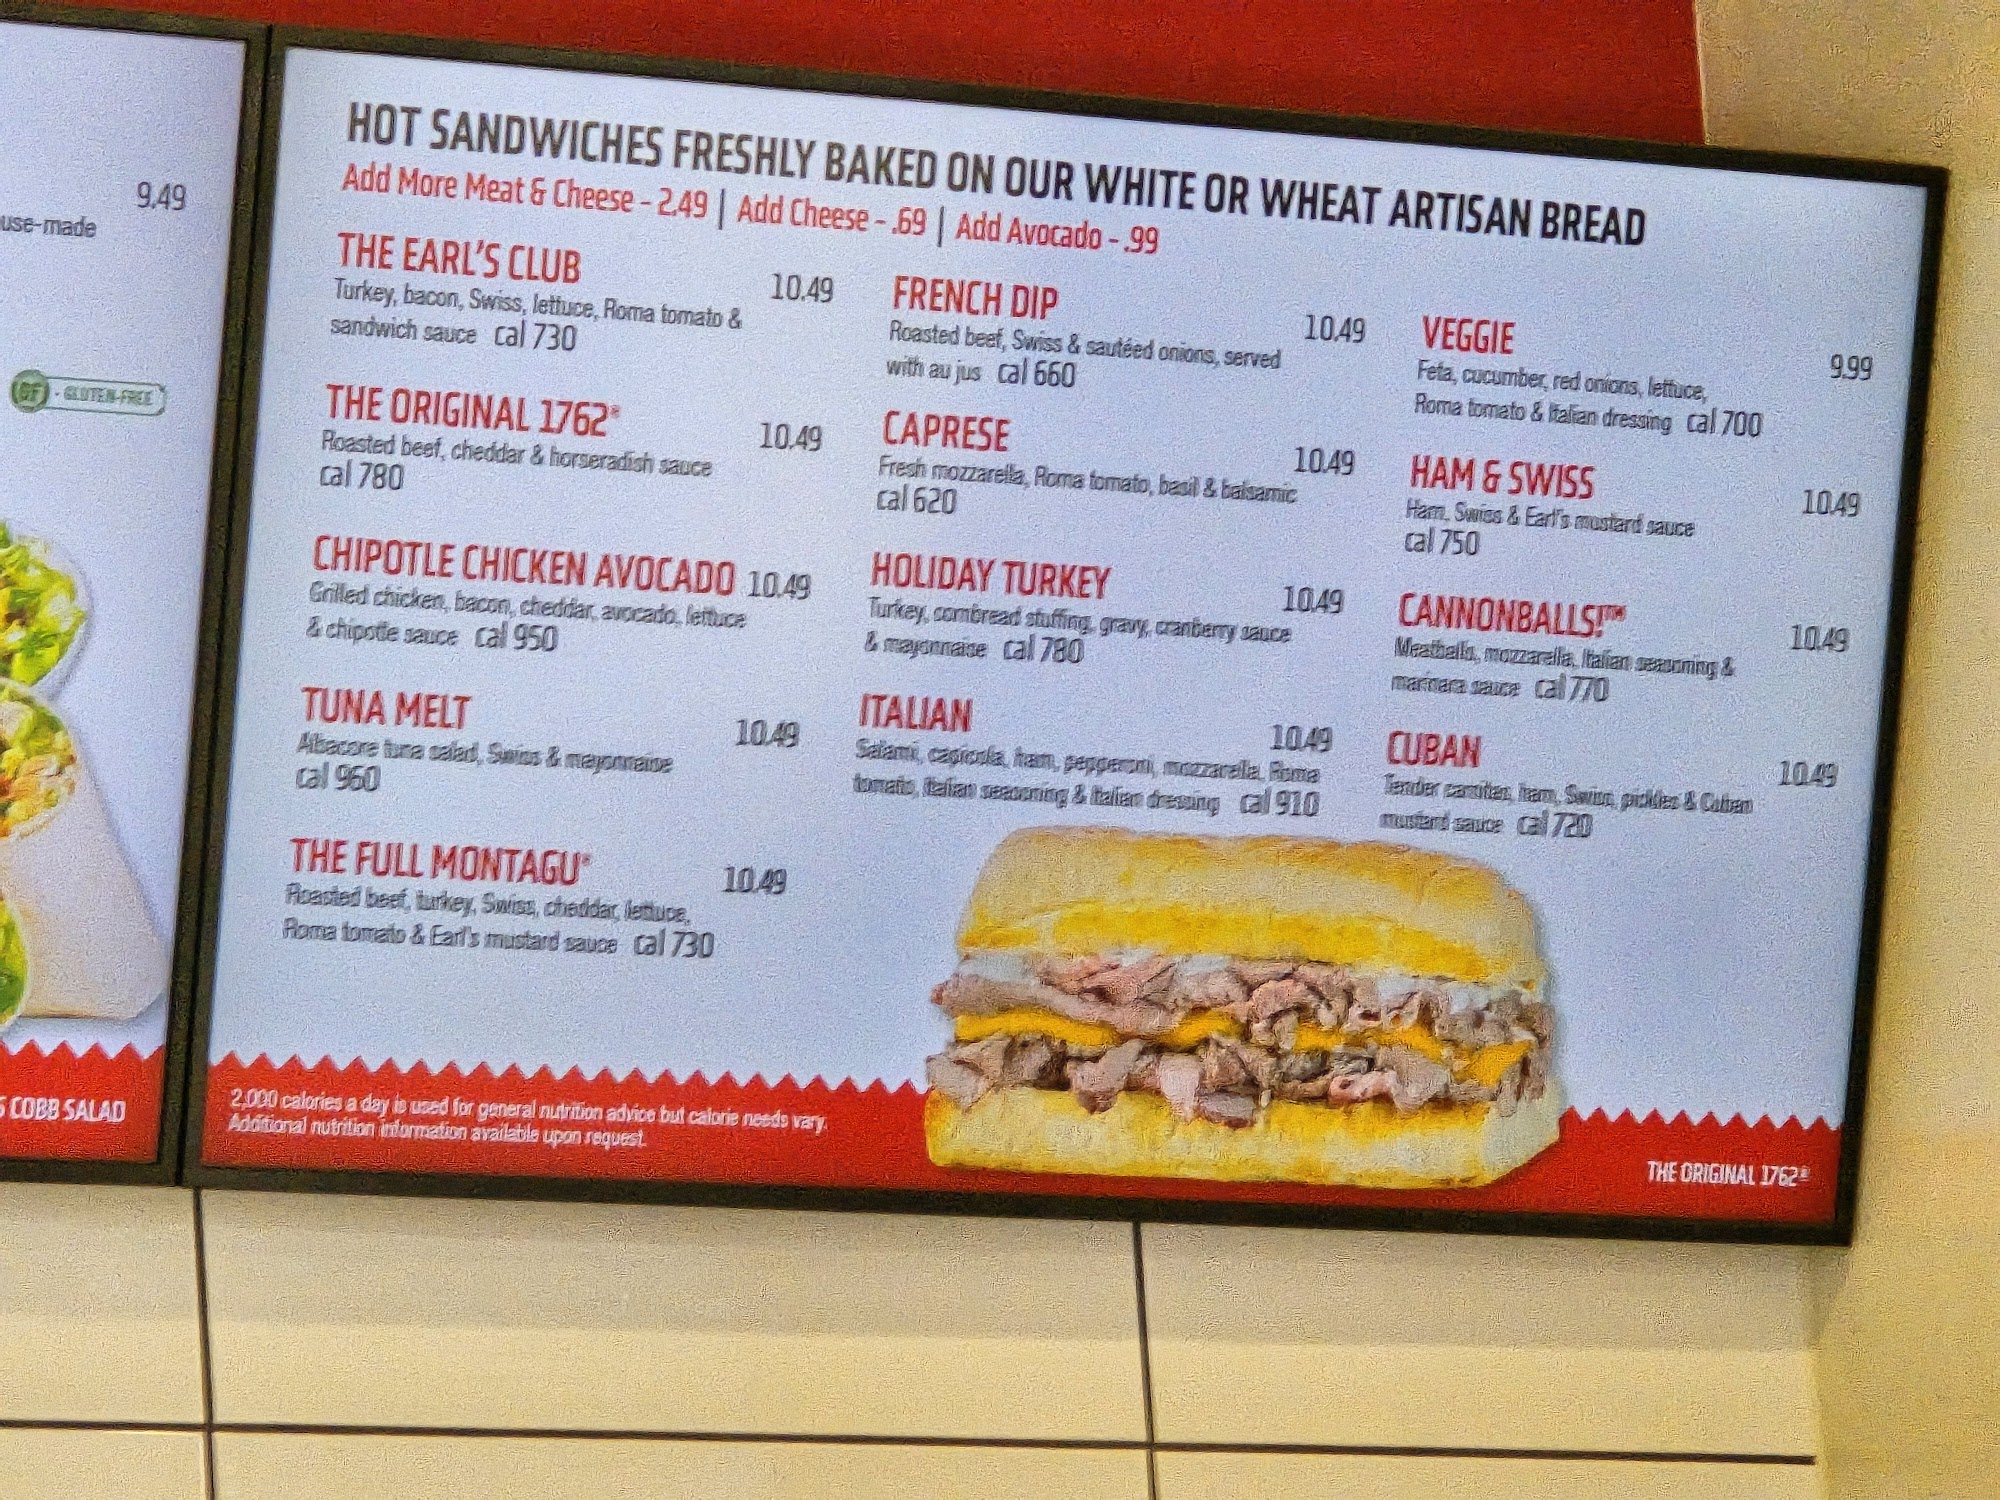 9.49
use-made
GF - GLUTEN-FREE
COBB SALAD
HOT SANDWICHES FRESHLY BAKED ON OUR WHITE OR WHEAT ARTISAN BREAD
Add More Meat & Cheese - 2.49 | Add Cheese - .69 | Add Avocado - .99
THE EARL'S CLUB 10.49
Turkey, bacon, Swiss, lettuce, Roma tomato &
sandwich sauce cal 730
THE ORIGINAL 1762® 10.49
Roasted beef, cheddar & horseradish sauce
cal 780
CHIPOTLE CHICKEN AVOCADO 10.49
Grilled chicken, bacon, cheddar, avocado, lettuce
& chipotle sauce cal 950
TUNA MELT 10.49
Albacore tuna salad, Swiss & mayonnaise
cal 960
THE FULL MONTAGU® 10.49
Roasted beef, turkey, Swiss, cheddar, lettuce,
Roma tomato & Earl's mustard sauce cal 730
FRENCH DIP 10.49
Roasted beef, Swiss & sautéed onions, served
with au jus cal 660
CAPRESE 10.49
Fresh mozzarella, Roma tomato, basil & balsamic
cal 620
HOLIDAY TURKEY 10.49
Turkey, cornbread stuffing, gravy, cranberry sauce
& mayonnaise cal 780
ITALIAN 10.49
Salami, capicola, ham, pepperoni, mozzarella, Roma
tomato, Italian seasoning & Italian dressing cal 910
VEGGIE 9.99
Feta, cucumber, red onions, lettuce,
Roma tomato & Italian dressing cal 700
HAM & SWISS 10.49
Ham, Swiss & Earl's mustard sauce
cal 750
CANNONBALLS!™ 10.49
Meatballs, mozzarella, Italian seasoning &
marinara sauce cal 770
CUBAN 10.49
Tender carnitas, ham, Swiss, pickles & Cuban
mustard sauce cal 720
2,000 calories a day is used for general nutrition advice but calorie needs vary.
Additional nutrition information available upon request.
THE ORIGINAL 1762®